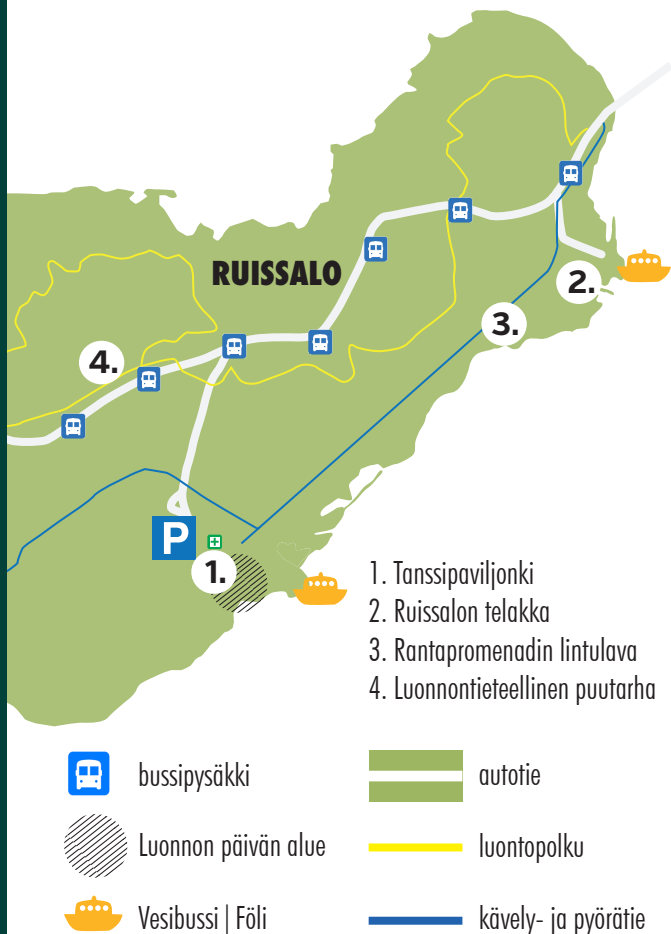 RUISSALO
2.
3.
4.
P
1.
1. Tanssipaviljonki
2. Ruissalon telakka
3. Rantapromenadin lintulava
4. Luonnontieteellinen puutarha
bussipysäkki
autotie
Luonnon päivän alue
luontopolku
Vesibussi | Föli
kävely- ja pyörätie